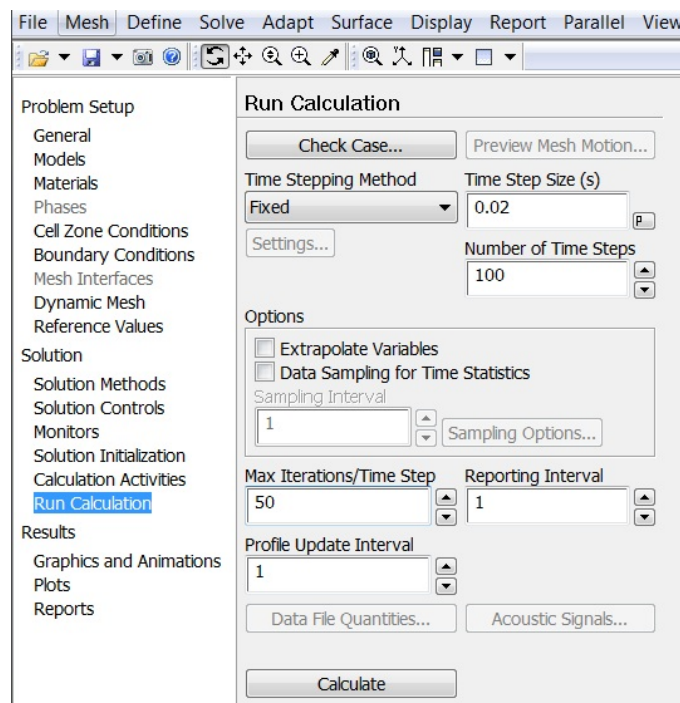 File Mesh Define Solve Adapt Surface Display Report Parallel View
Problem Setup
General
Models
Materials
Phases
Cell Zone Conditions
Boundary Conditions
Mesh Interfaces
Dynamic Mesh
Reference Values
Solution
Solution Methods
Solution Controls
Monitors
Solution Initialization
Calculation Activities
Run Calculation
Results
Graphics and Animations
Plots
Reports
Run Calculation
Check Case... Preview Mesh Motion...
Time Stepping Method Time Step Size (s)
Fixed 0.02 P
Settings... Number of Time Steps
100
Options
Extrapolate Variables
Data Sampling for Time Statistics
Sampling Interval
1 Sampling Options...
Max Iterations/Time Step Reporting Interval
50 1
Profile Update Interval
1
Data File Quantities... Acoustic Signals...
Calculate